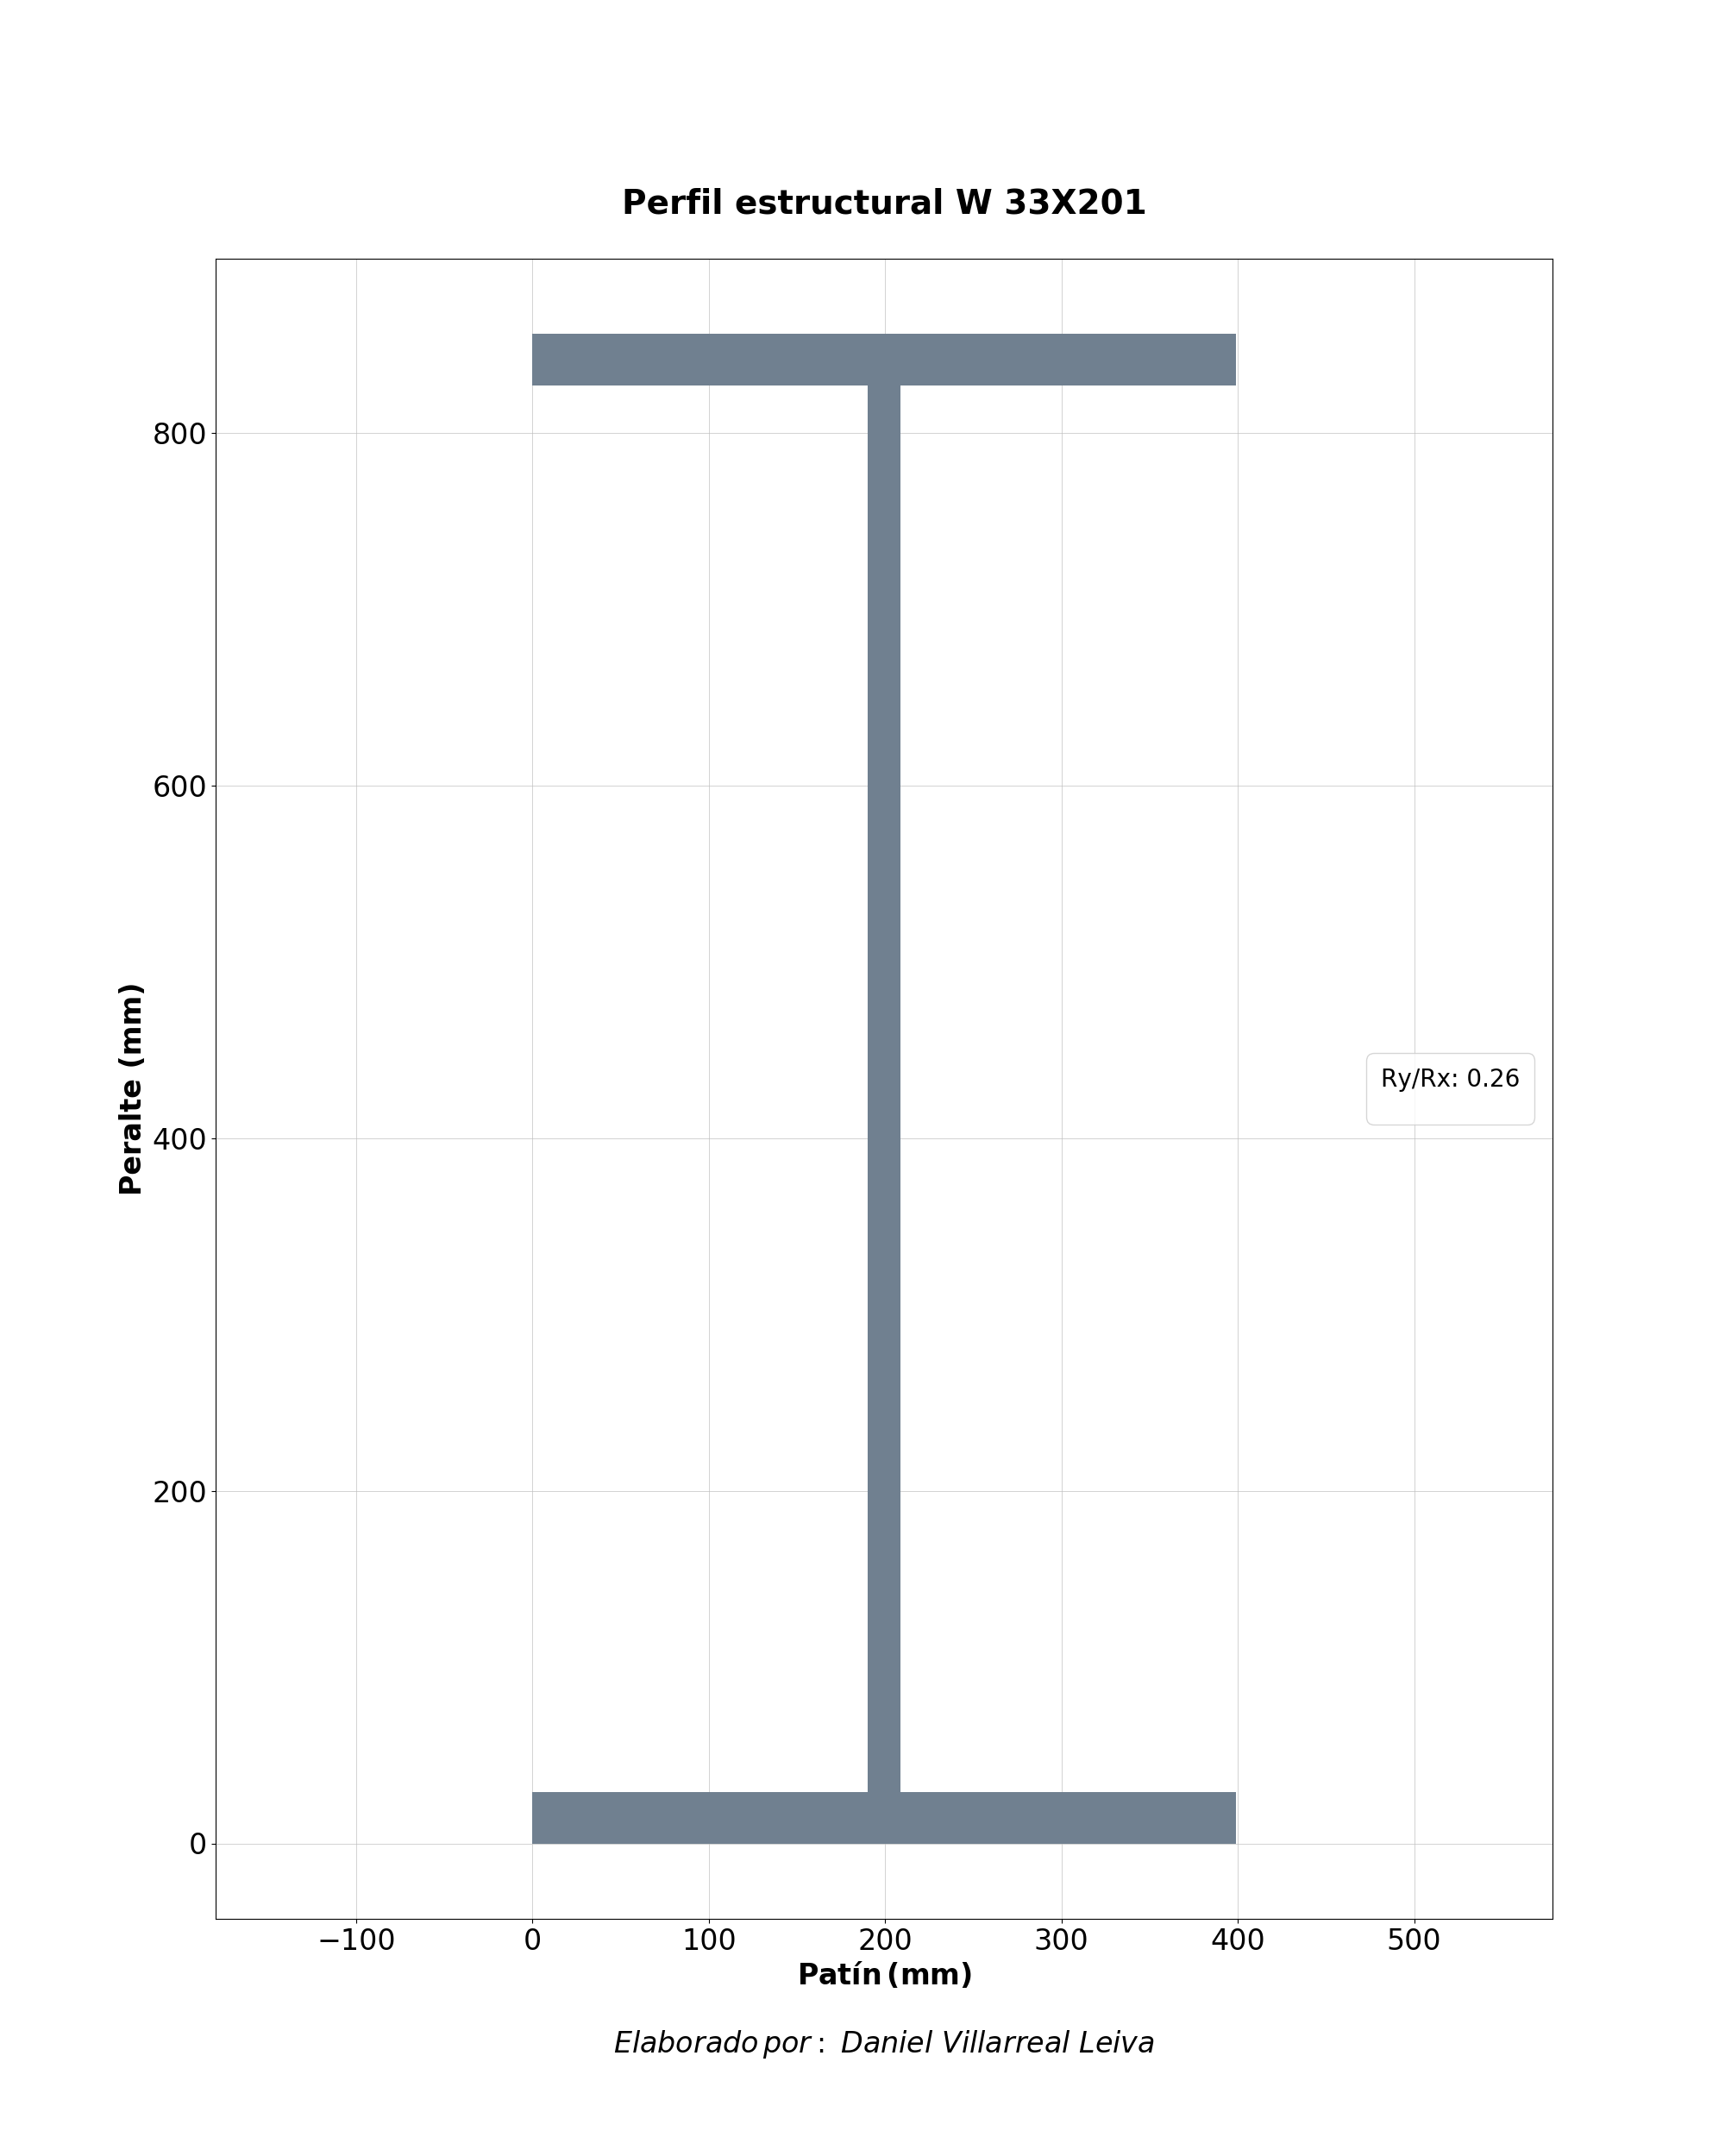 Perfil estructural W 33X201
Peralte (mm)
800
600
400
200
0
Ry/Rx: 0.26
−100 0 100 200 300 400 500
Patín (mm)
Elaborado por : Daniel Villarreal Leiva